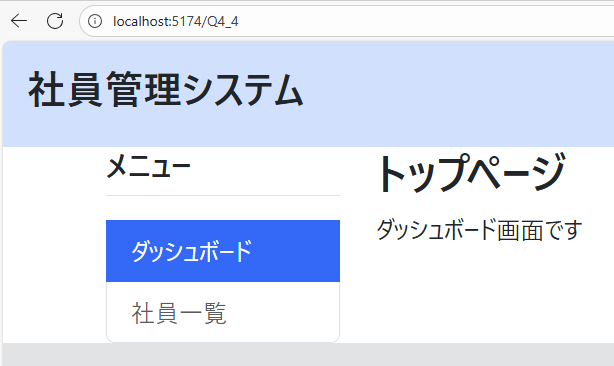 localhost:5174/Q4_4
社員管理システム
メニュー
ダッシュボード
社員一覧
トップページ
ダッシュボード画面です